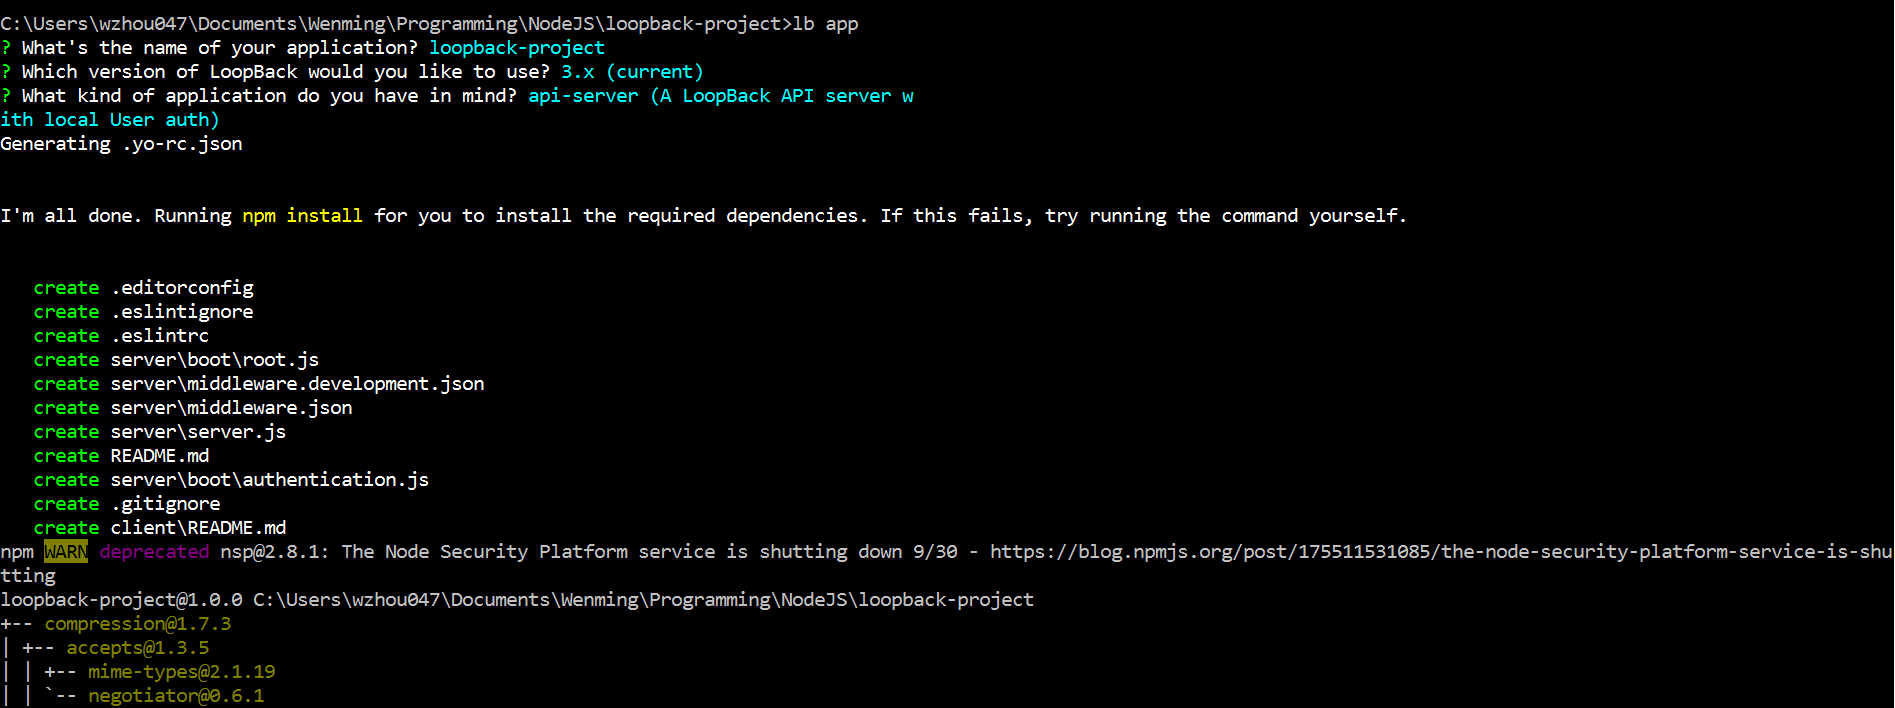 C:\Users\wzhou047\Documents\Wenming\Programming\NodeJS\loopback-project>lb app
? What's the name of your application? loopback-project
? Which version of LoopBack would you like to use? 3.x (current)
? What kind of application do you have in mind? api-server (A LoopBack API server w
ith local User auth)
Generating .yo-rc.json
I'm all done. Running npm install for you to install the required dependencies. If this fails, try running the command yourself.
   create .editorconfig
   create .eslintignore
   create .eslintrc
   create server\boot\root.js
   create server\middleware.development.json
   create server\middleware.json
   create server\server.js
   create README.md
   create server\boot\authentication.js
   create .gitignore
   create client\README.md
npm WARN deprecated nsp@2.8.1: The Node Security Platform service is shutting down 9/30 - https://blog.npmjs.org/post/175511531085/the-node-security-platform-service-is-shu
tting
loopback-project@1.0.0 C:\Users\wzhou047\Documents\Wenming\Programming\NodeJS\loopback-project
+-- compression@1.7.3
| +-- accepts@1.3.5
| | +-- mime-types@2.1.19
| | `-- negotiator@0.6.1